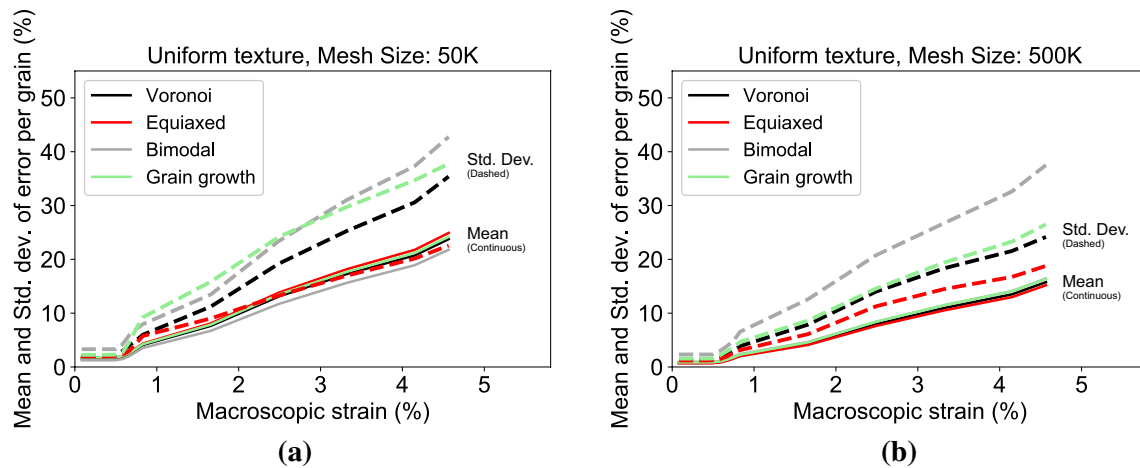 Uniform texture, Mesh Size: 50K
Mean and Std. dev. of error per grain (%)
50
40
30
20
10
0
Voronoi
Equiaxed
Bimodal
Grain growth
Std. Dev.
(Dashed)
Mean
(Continuous)
0 1 2 3 4 5
Macroscopic strain (%)
(a)
Uniform texture, Mesh Size: 500K
Mean and Std. dev. of error per grain (%)
50
40
30
20
10
0
Voronoi
Equiaxed
Bimodal
Grain growth
Std. Dev.
(Dashed)
Mean
(Continuous)
0 1 2 3 4 5
Macroscopic strain (%)
(b)